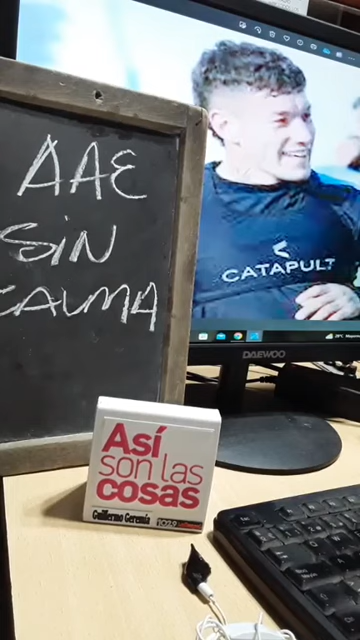 AAE
SiN
CALMA
CATAPULT
DAEWOO
Así
son las
cosas
Guillermo Geremía